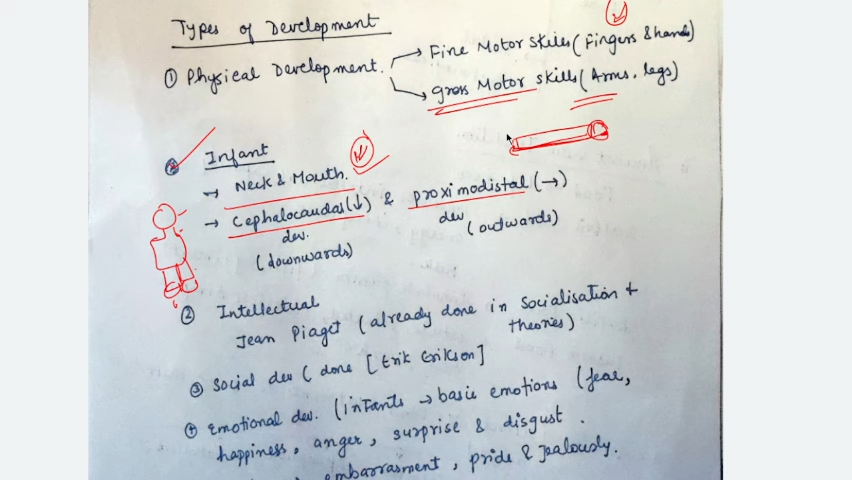 Types of Development
① Physical Development. → Fine Motor Skills (Fingers & hands)
→ Gross Motor Skills (Arms, legs)
Infant
→ Neck & Mouth.
→ Cephalocaudas (↓) & proximodistal (→)
dev. dev
(downwards) (outwards)
② Intellectual
Jean Piaget (already done in Socialisation +
theories)
③ Social dev (done [Erik Erikson]
④ Emotional dev. (infants → basic emotions (fear,
happiness, anger, surprise & disgust.
embarrasment, pride & Jealously.